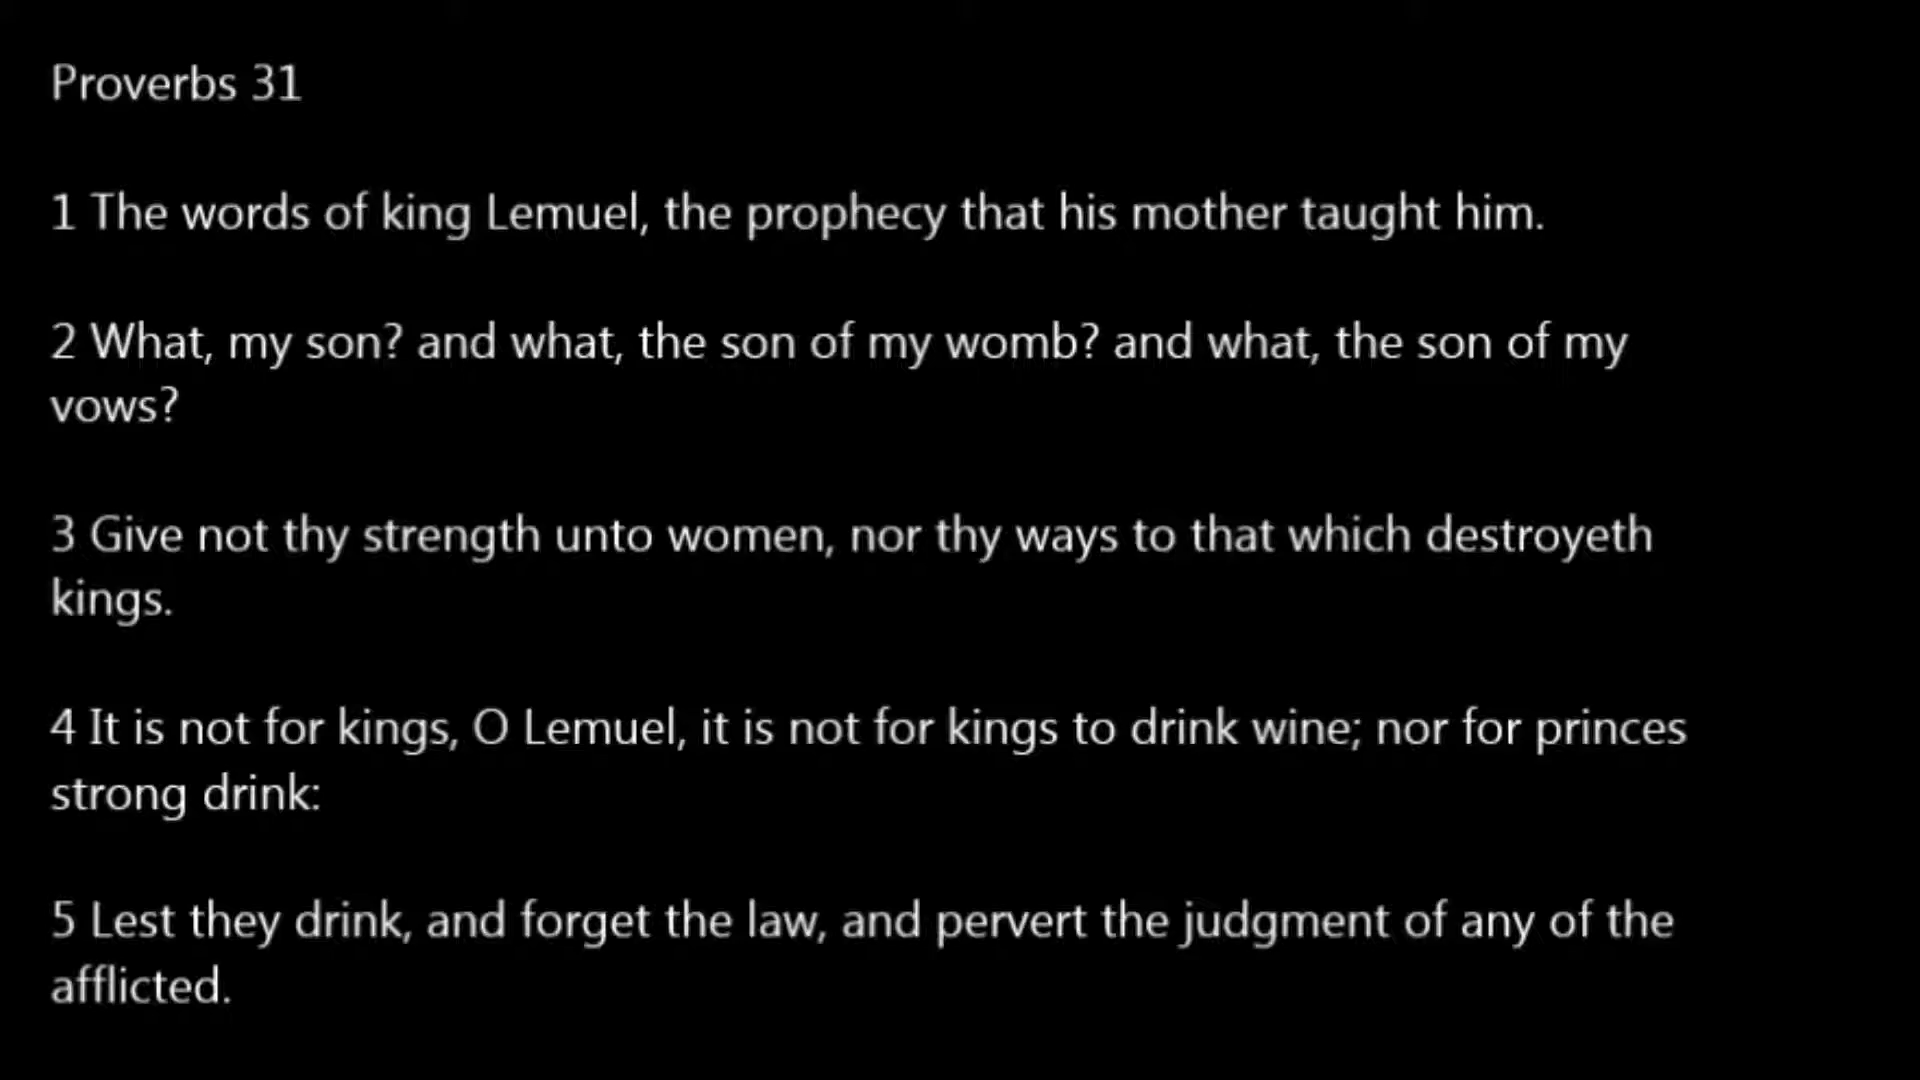 Proverbs 31
1 The words of king Lemuel, the prophecy that his mother taught him.
2 What, my son? and what, the son of my womb? and what, the son of my
vows?
3 Give not thy strength unto women, nor thy ways to that which destroyeth
kings.
4 It is not for kings, O Lemuel, it is not for kings to drink wine; nor for princes
strong drink:
5 Lest they drink, and forget the law, and pervert the judgment of any of the
afflicted.